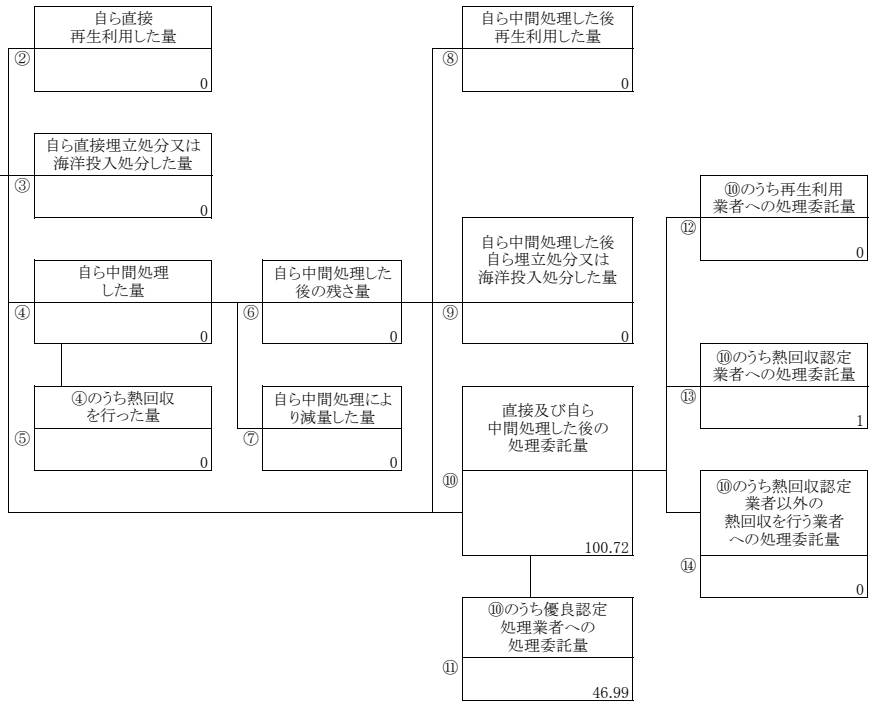 自ら直接
再生利用した量
②
0
自ら直接埋立処分又は
海洋投入処分した量
③
0
自ら中間処理
した量
④
0
④のうち熱回収
を行った量
⑤
0
自ら中間処理した
後の残さ量
⑥
0
自ら中間処理によ
り減量した量
⑦
0
自ら中間処理した後
再生利用した量
⑧
0
自ら中間処理した後
自ら埋立処分又は
海洋投入処分した量
⑨
0
直接及び自ら
中間処理した後の
処理委託量
⑩
100.72
⑩のうち優良認定
処理業者への
処理委託量
⑪
46.99
⑩のうち再生利用
業者への処理委託量
⑫
0
⑩のうち熱回収認定
業者への処理委託量
⑬
1
⑩のうち熱回収認定
業者以外の
熱回収を行う業者
への処理委託量
⑭
0